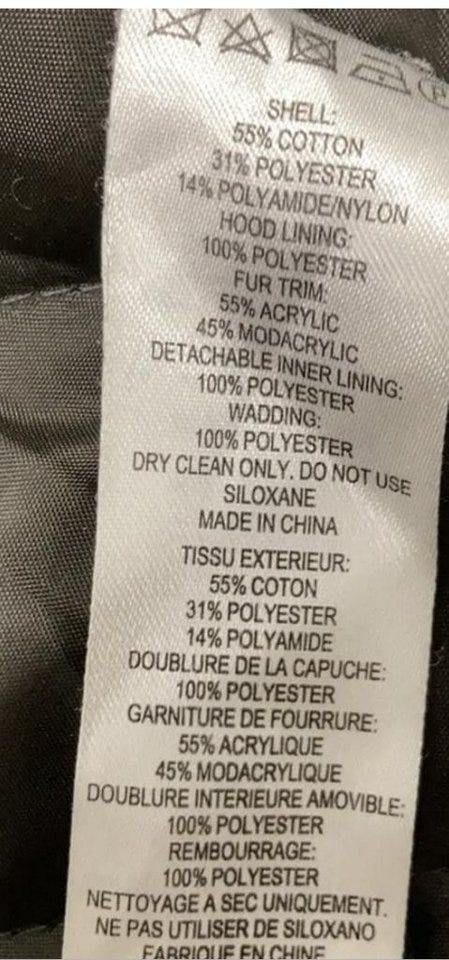 P
SHELL:
55% COTTON
31% POLYESTER
14% POLYAMIDE/NYLON
HOOD LINING:
100% POLYESTER
FUR TRIM:
55% ACRYLIC
45% MODACRYLIC
DETACHABLE INNER LINING:
100% POLYESTER
WADDING:
100% POLYESTER
DRY CLEAN ONLY. DO NOT USE
SILOXANE
MADE IN CHINA
TISSU EXTERIEUR:
55% COTON
31% POLYESTER
14% POLYAMIDE
DOUBLURE DE LA CAPUCHE:
100% POLYESTER
GARNITURE DE FOURRURE:
55% ACRYLIQUE
45% MODACRYLIQUE
DOUBLURE INTERIEURE AMOVIBLE:
100% POLYESTER
REMBOURRAGE:
100% POLYESTER
NETTOYAGE A SEC UNIQUEMENT.
NE PAS UTILISER DE SILOXANO
FABRIQUE EN CHINE